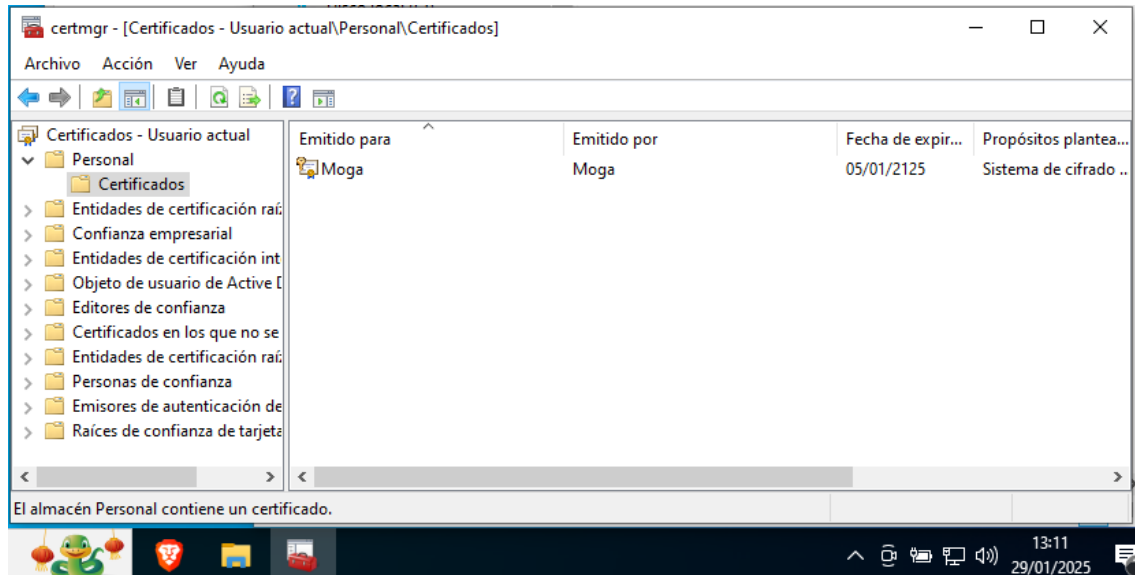 certmgr - [Certificados - Usuario actual\Personal\Certificados]
Archivo Acción Ver Ayuda
Certificados - Usuario actual
Personal
Certificados
Entidades de certificación raí
Confianza empresarial
Entidades de certificación int
Objeto de usuario de Active D
Editores de confianza
Certificados en los que no se
Entidades de certificación raí
Personas de confianza
Emisores de autenticación de
Raíces de confianza de tarjeta
Emitido para Emitido por Fecha de expir... Propósitos plantea...
Moga Moga 05/01/2125 Sistema de cifrado ..
El almacén Personal contiene un certificado.
13:11
29/01/2025